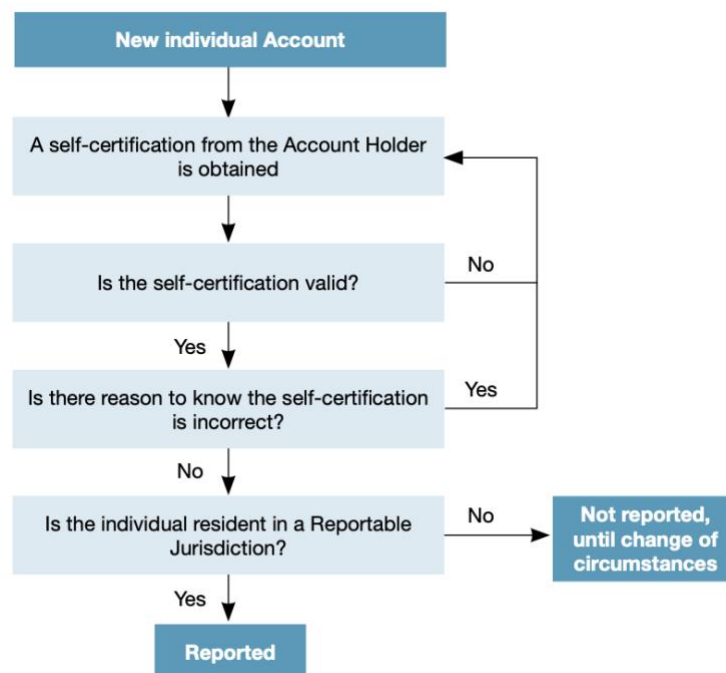 New individual Account
A self-certification from the Account Holder
is obtained
Is the self-certification valid?
No
Yes
Is there reason to know the self-certification
is incorrect?
Yes
No
Is the individual resident in a Reportable
Jurisdiction?
No
Not reported,
until change of
circumstances
Yes
Reported